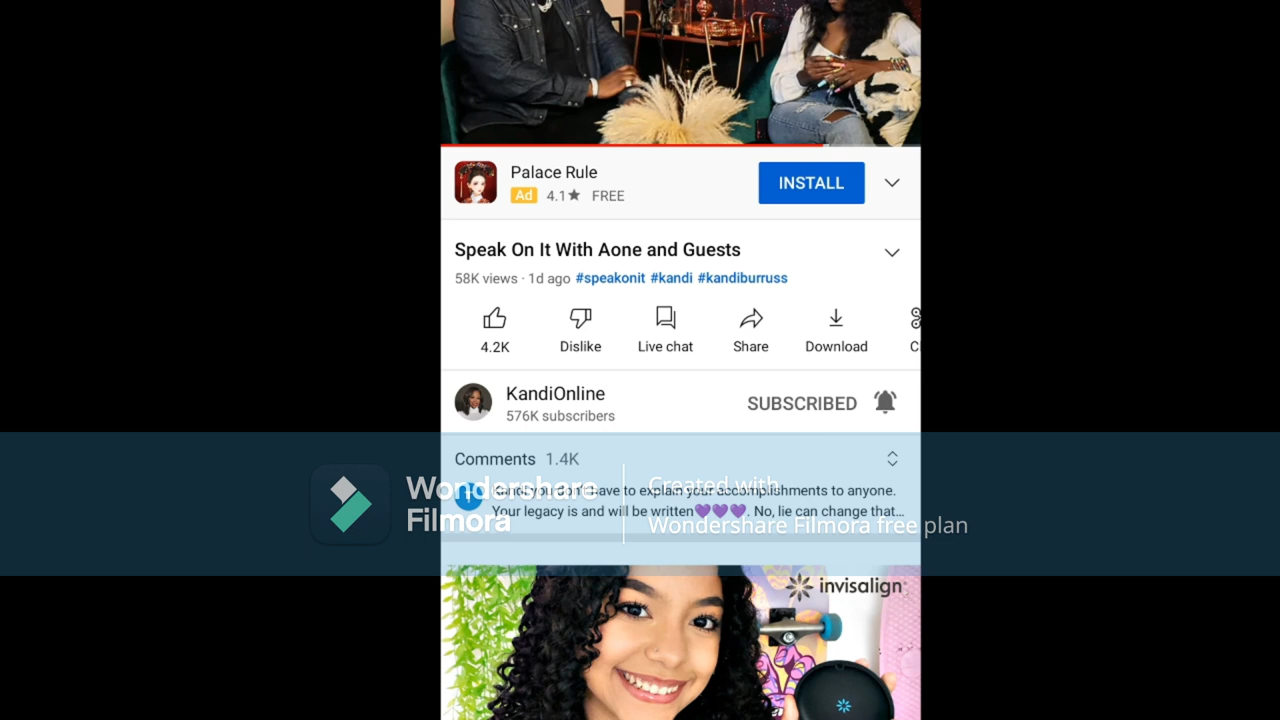 Palace Rule
Ad 4.1★ FREE
INSTALL
Speak On It With Aone and Guests
58K views · 1d ago #speakonit #kandi #kandiburruss
4.2K Dislike Live chat Share Download
KandiOnline
576K subscribers
SUBSCRIBED
Comments 1.4K
Kandi you don't have to explain your accomplishments to anyone.
Your legacy is and will be written💜💜💜. No, lie can change that...
Wondershare
Filmora
Created with
Wondershare Filmora free plan
invisalign